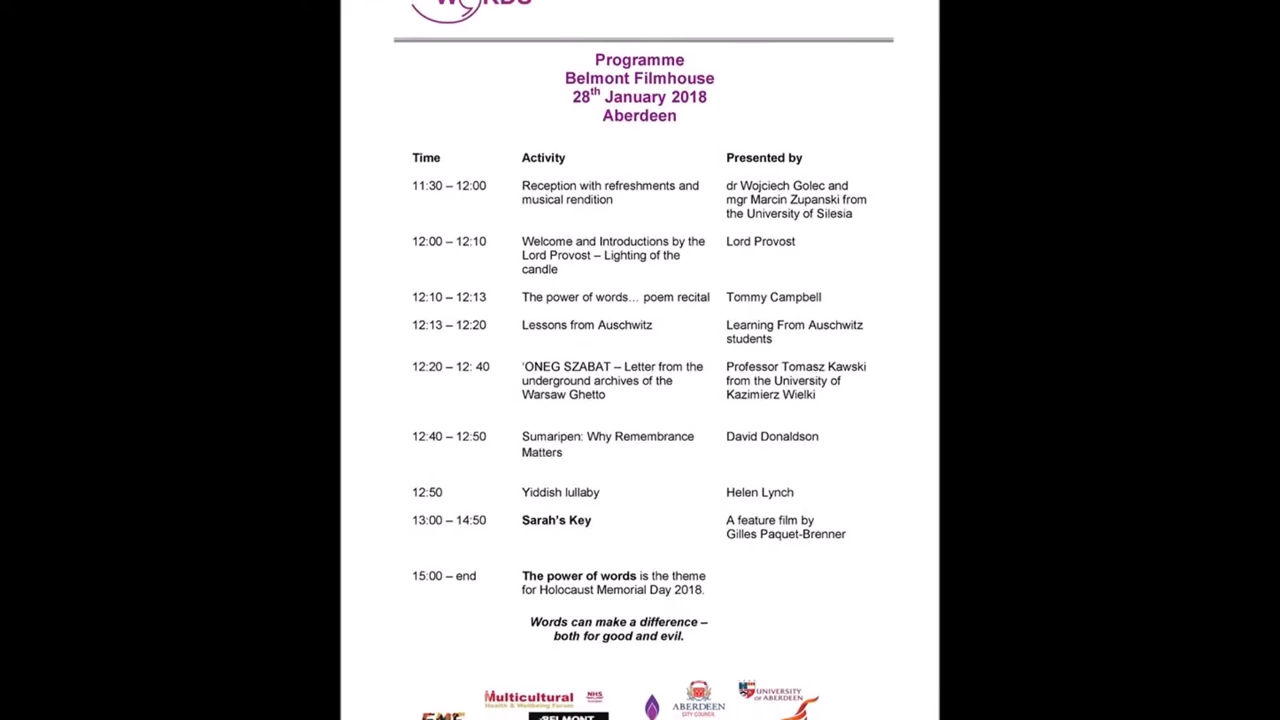 WORDS
Programme
Belmont Filmhouse
28th January 2018
Aberdeen
Time Activity Presented by
11:30 – 12:00 Reception with refreshments and dr Wojciech Golec and
musical rendition mgr Marcin Zupanski from
the University of Silesia
12:00 – 12:10 Welcome and Introductions by the Lord Provost
Lord Provost – Lighting of the
candle
12:10 – 12:13 The power of words... poem recital Tommy Campbell
12:13 – 12:20 Lessons from Auschwitz Learning From Auschwitz
students
12:20 – 12: 40 ‘ONEG SZABAT – Letter from the Professor Tomasz Kawski
underground archives of the from the University of
Warsaw Ghetto Kazimierz Wielki
12:40 – 12:50 Sumaripen: Why Remembrance David Donaldson
Matters
12:50 Yiddish lullaby Helen Lynch
13:00 – 14:50 Sarah’s Key A feature film by
Gilles Paquet-Brenner
15:00 – end The power of words is the theme
for Holocaust Memorial Day 2018.
Words can make a difference –
both for good and evil.
Multicultural NHS
Health & Wellbeing Forum
ABERDEEN
CITY COUNCIL
UNIVERSITY
OF ABERDEEN
BELMONT